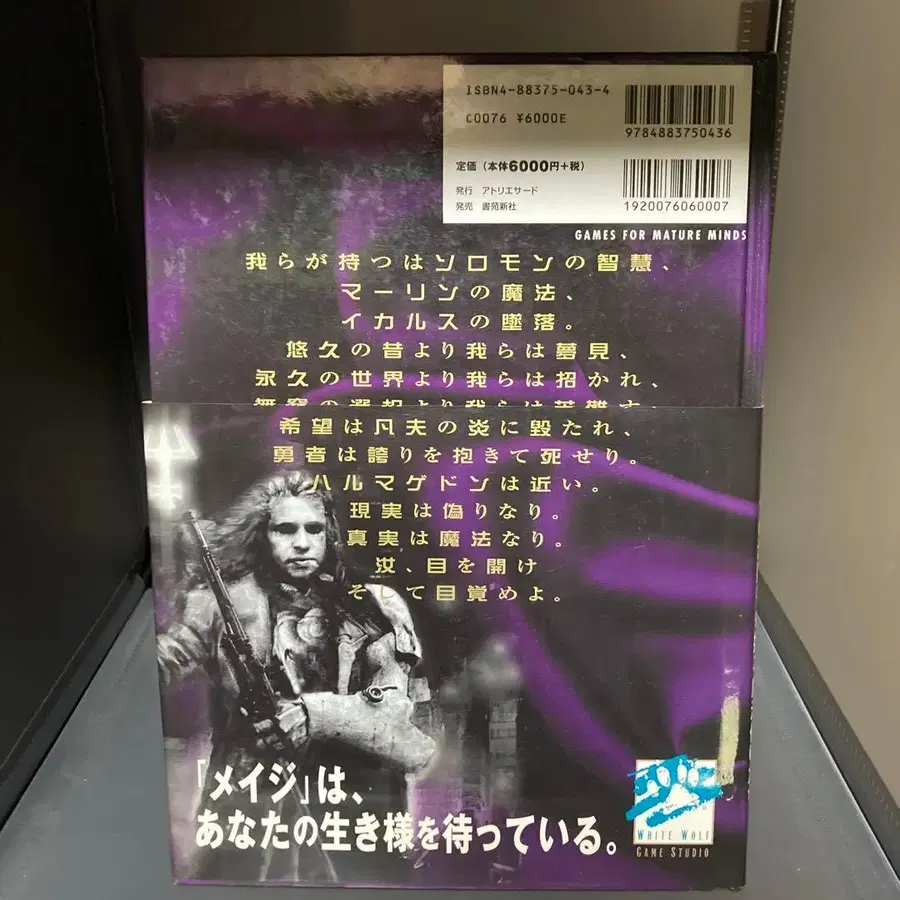 ISBN4-88375-043-4
C0076 ¥6000E
9784883750436
定価（本体6000円+税）
発行 アトリエサード
発売 書苑新社
1920076060007
GAMES FOR MATURE MINDS
我らが持つはソロモンの智慧、
マーリンの魔法、
イカルスの墜落。
悠久の昔より我らは夢見、
永久の世界より我らは招かれ、
より我らは
希望は凡夫の炎に毀たれ、
勇者は誇りを抱きて死せり。
ハルマゲドンは近い。
現実は偽りなり。
真実は魔法なり。
汝、目を開け
そして目覚めよ。
「メイジ」は、
あなたの生き様を待っている。
WHITE WOLF
GAME STUDIO